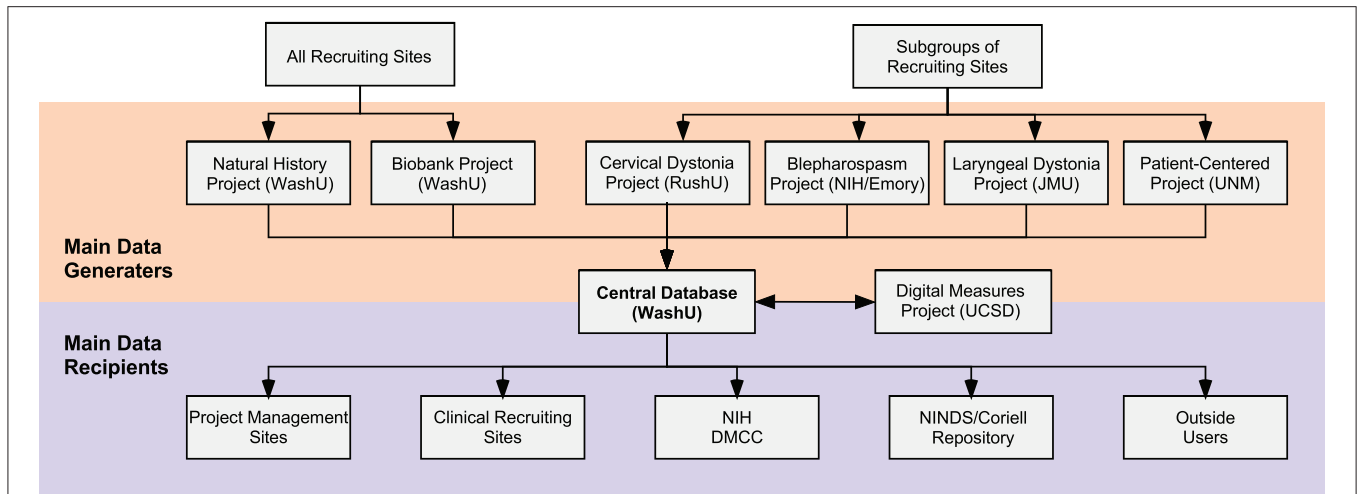 All Recruiting Sites
Subgroups of
Recruiting Sites
Natural History
Project (WashU)
Biobank Project
(WashU)
Cervical Dystonia
Project (RushU)
Blepharospasm
Project (NIH/Emory)
Laryngeal Dystonia
Project (JMU)
Patient-Centered
Project (UNM)
Main Data
Generaters
Central Database
(WashU)
Digital Measures
Project (UCSD)
Main Data
Recipients
Project Management
Sites
Clinical Recruiting
Sites
NIH
DMCC
NINDS/Coriell
Repository
Outside
Users